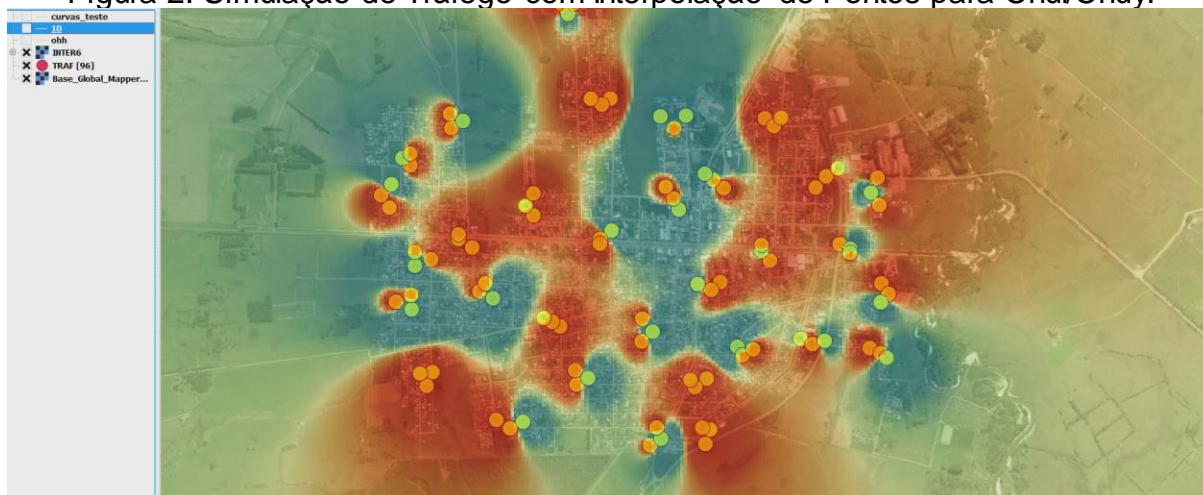 Figura 2: Simulação de Tráfego com interpolação de Pontos para Chuí/Chuy.
curvas_teste
10
ohh
INTER6
TRAF [96]
Base_Global_Mapper...